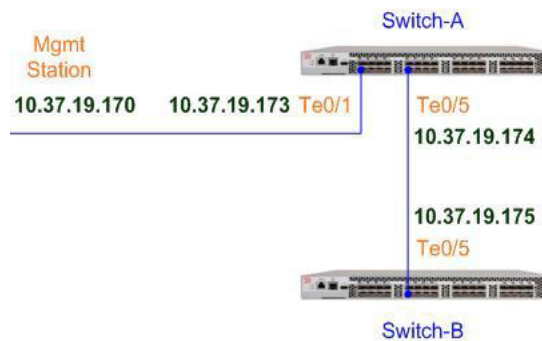 Switch-A
Mgmt
Station
10.37.19.170 10.37.19.173 Te0/1 Te0/5
10.37.19.174
10.37.19.175
Te0/5
Switch-B